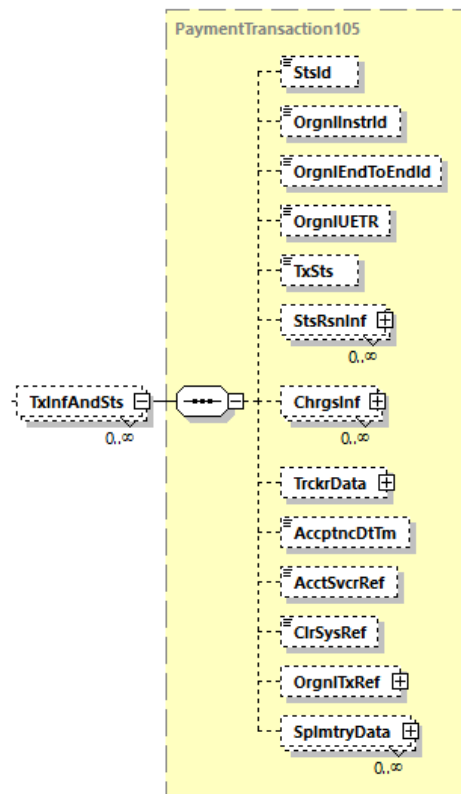 PaymentTransaction105
StsId
OrgnlInstrId
OrgnlEndToEndId
OrgnlUETR
TxSts
StsRsnInf
0..∞
TxInfAndSts
0..∞
ChrgsInf
0..∞
TrckrData
AccptncDtTm
AcctSvcrRef
ClrSysRef
OrgnlTxRef
SplmtryData
0..∞